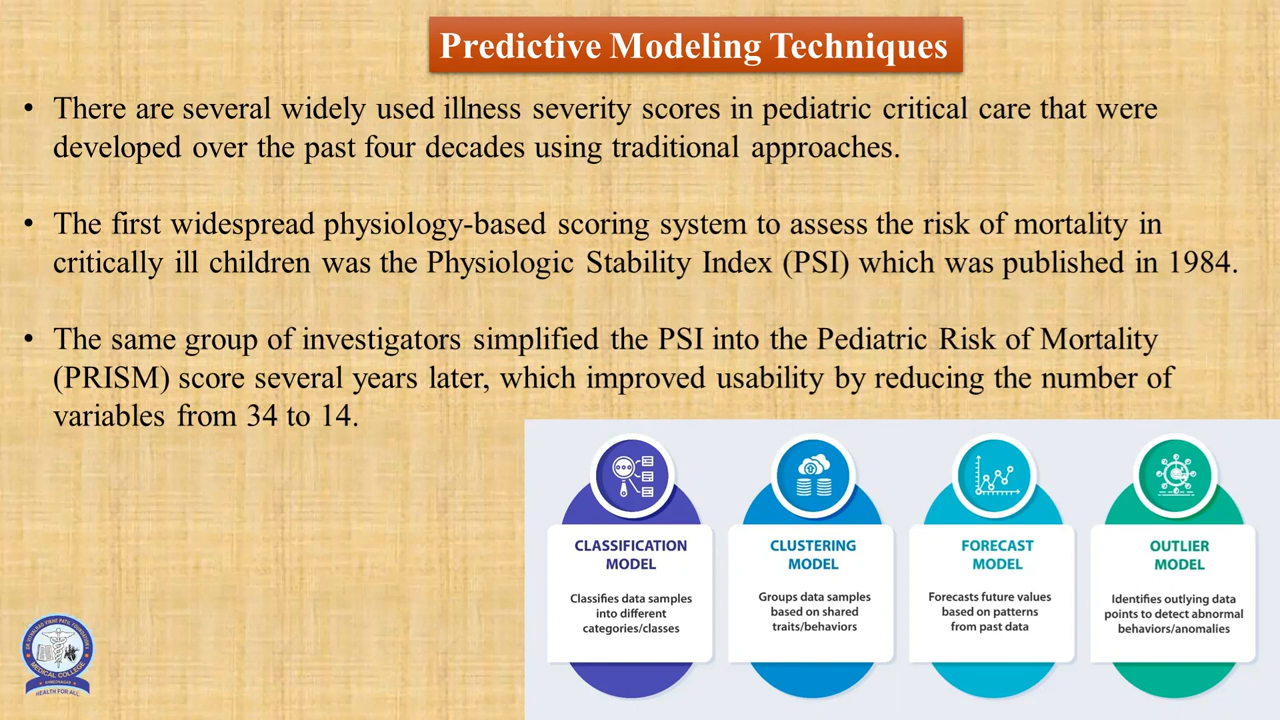 Predictive Modeling Techniques
• There are several widely used illness severity scores in pediatric critical care that were
developed over the past four decades using traditional approaches.
• The first widespread physiology-based scoring system to assess the risk of mortality in
critically ill children was the Physiologic Stability Index (PSI) which was published in 1984.
• The same group of investigators simplified the PSI into the Pediatric Risk of Mortality
(PRISM) score several years later, which improved usability by reducing the number of
variables from 34 to 14.
CLASSIFICATION
MODEL
Classifies data samples
into different
categories/classes
CLUSTERING
MODEL
Groups data samples
based on shared
traits/behaviors
FORECAST
MODEL
Forecasts future values
based on patterns
from past data
OUTLIER
MODEL
Identifies outlying data
points to detect abnormal
behaviors/anomalies
MEDICAL COLLEGE
HEALTH FOR ALL